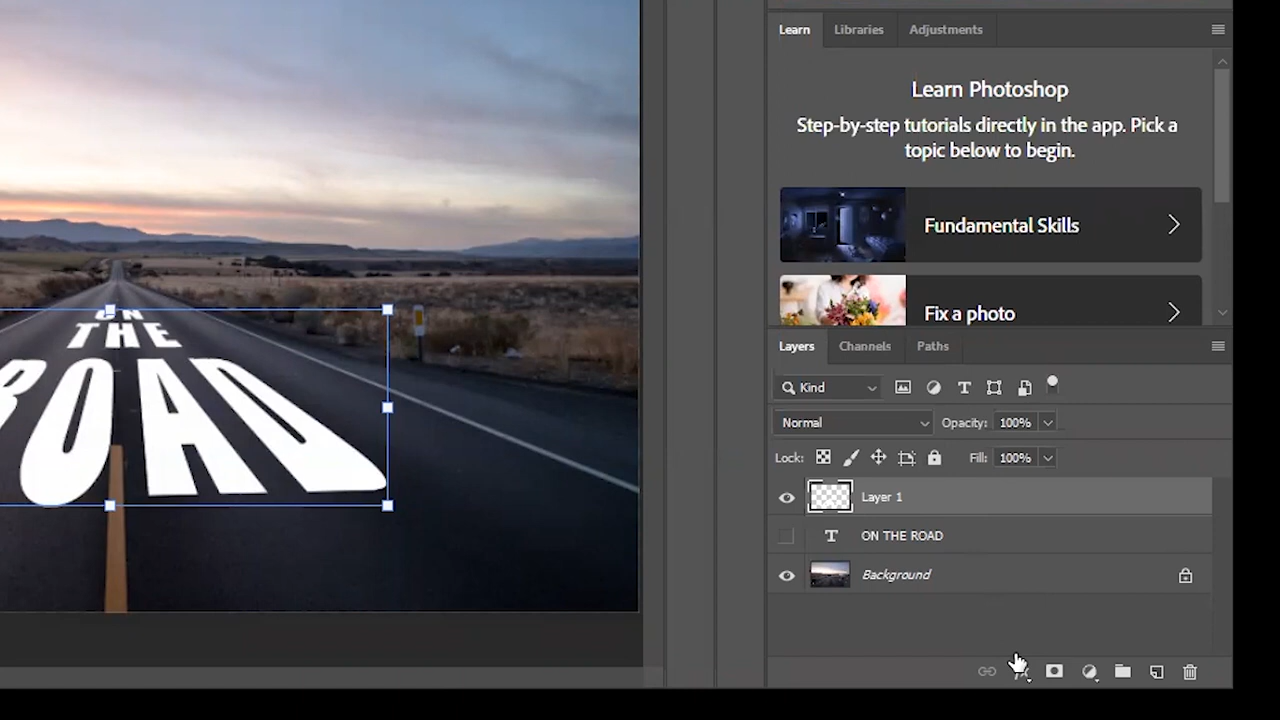 Learn Libraries Adjustments
Learn Photoshop
Step-by-step tutorials directly in the app. Pick a
topic below to begin.
Fundamental Skills
Fix a photo
ON
THE
ROAD
Layers Channels Paths
Kind
Normal Opacity: 100%
Lock: Fill: 100%
Layer 1
T ON THE ROAD
Background
fx